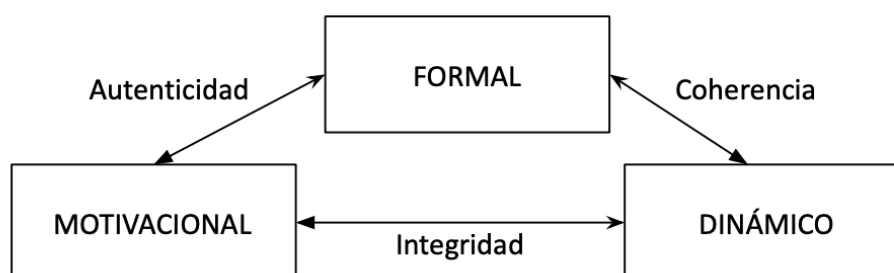 FORMAL
Autenticidad
Coherencia
MOTIVACIONAL
DINÁMICO
Integridad